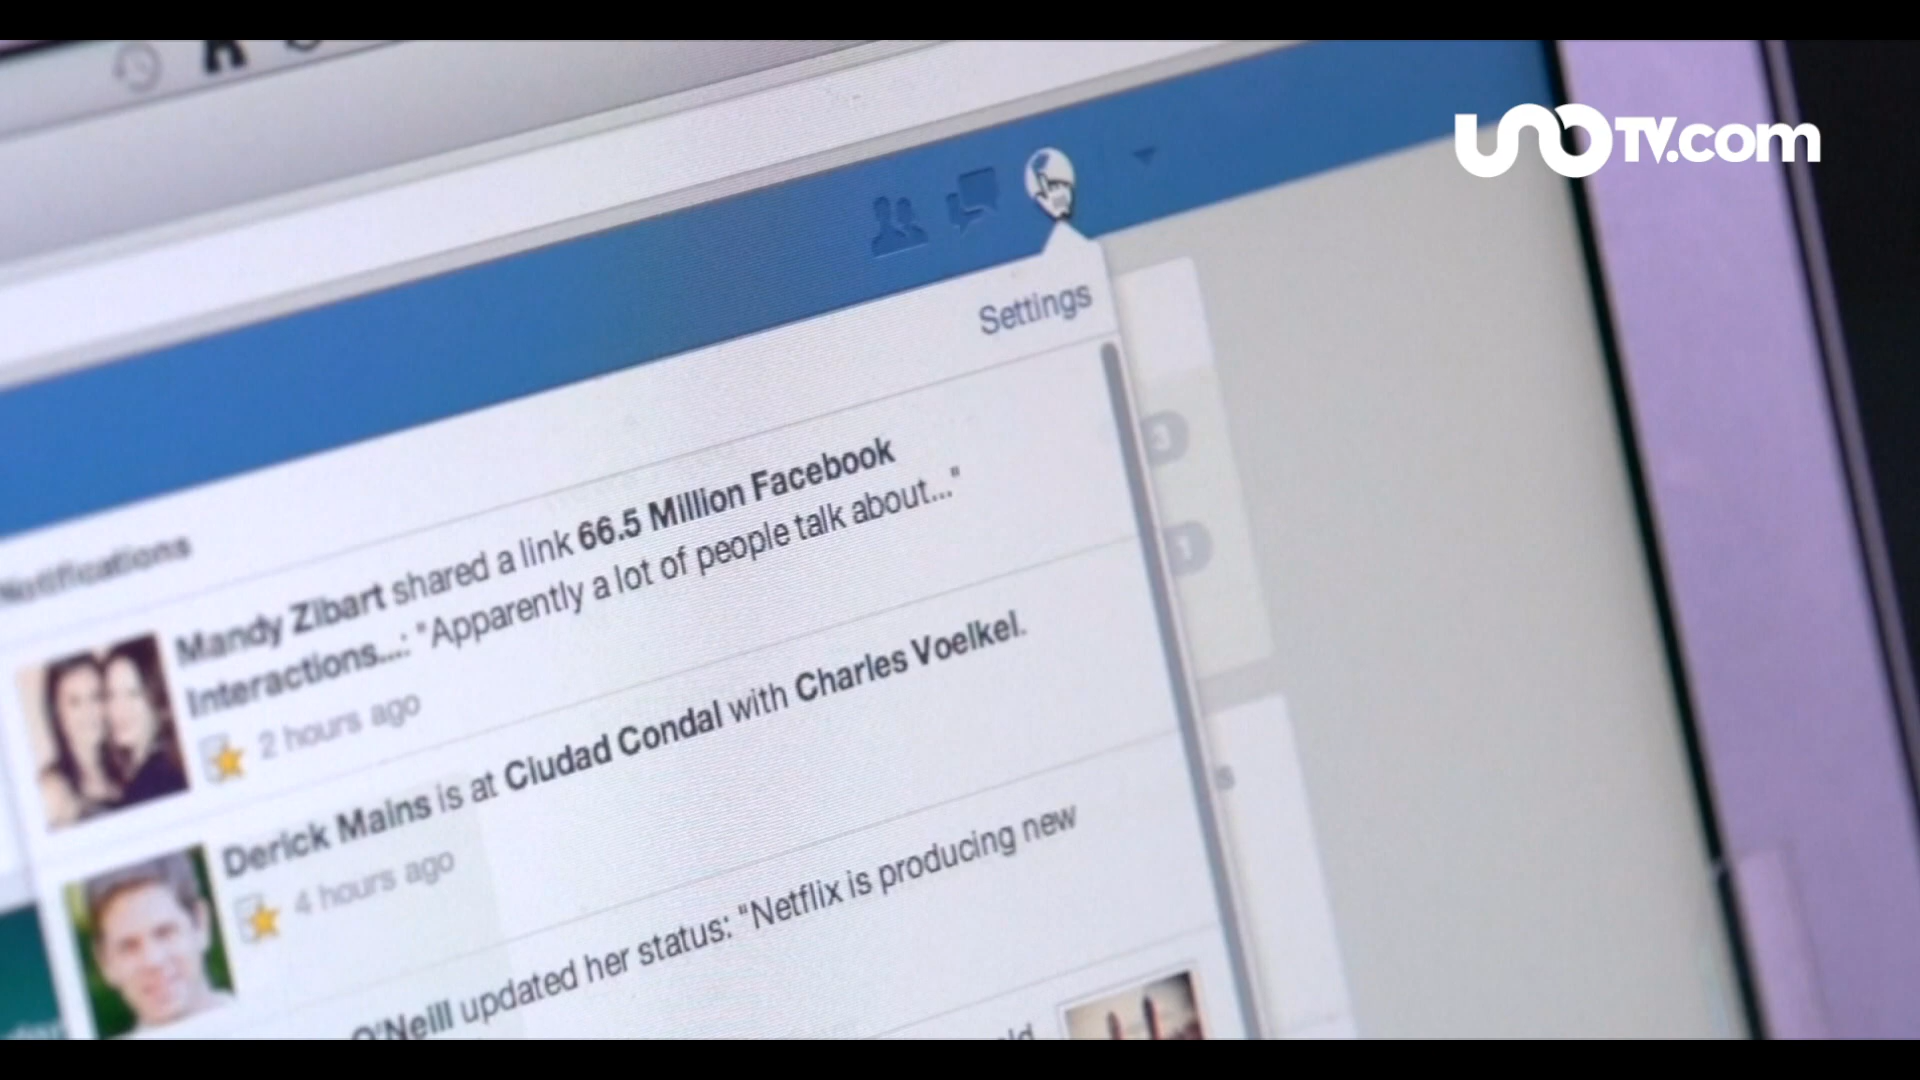 UNOTV.com
Settings
Notifications
Mandy Zibart shared a link 66.5 Million Facebook
Interactions...: "Apparently a lot of people talk about..."
2 hours ago
Derick Mains is at Ciudad Condal with Charles Voelkel.
4 hours ago
O'Neill updated her status: "Netflix is producing new
3
1
s